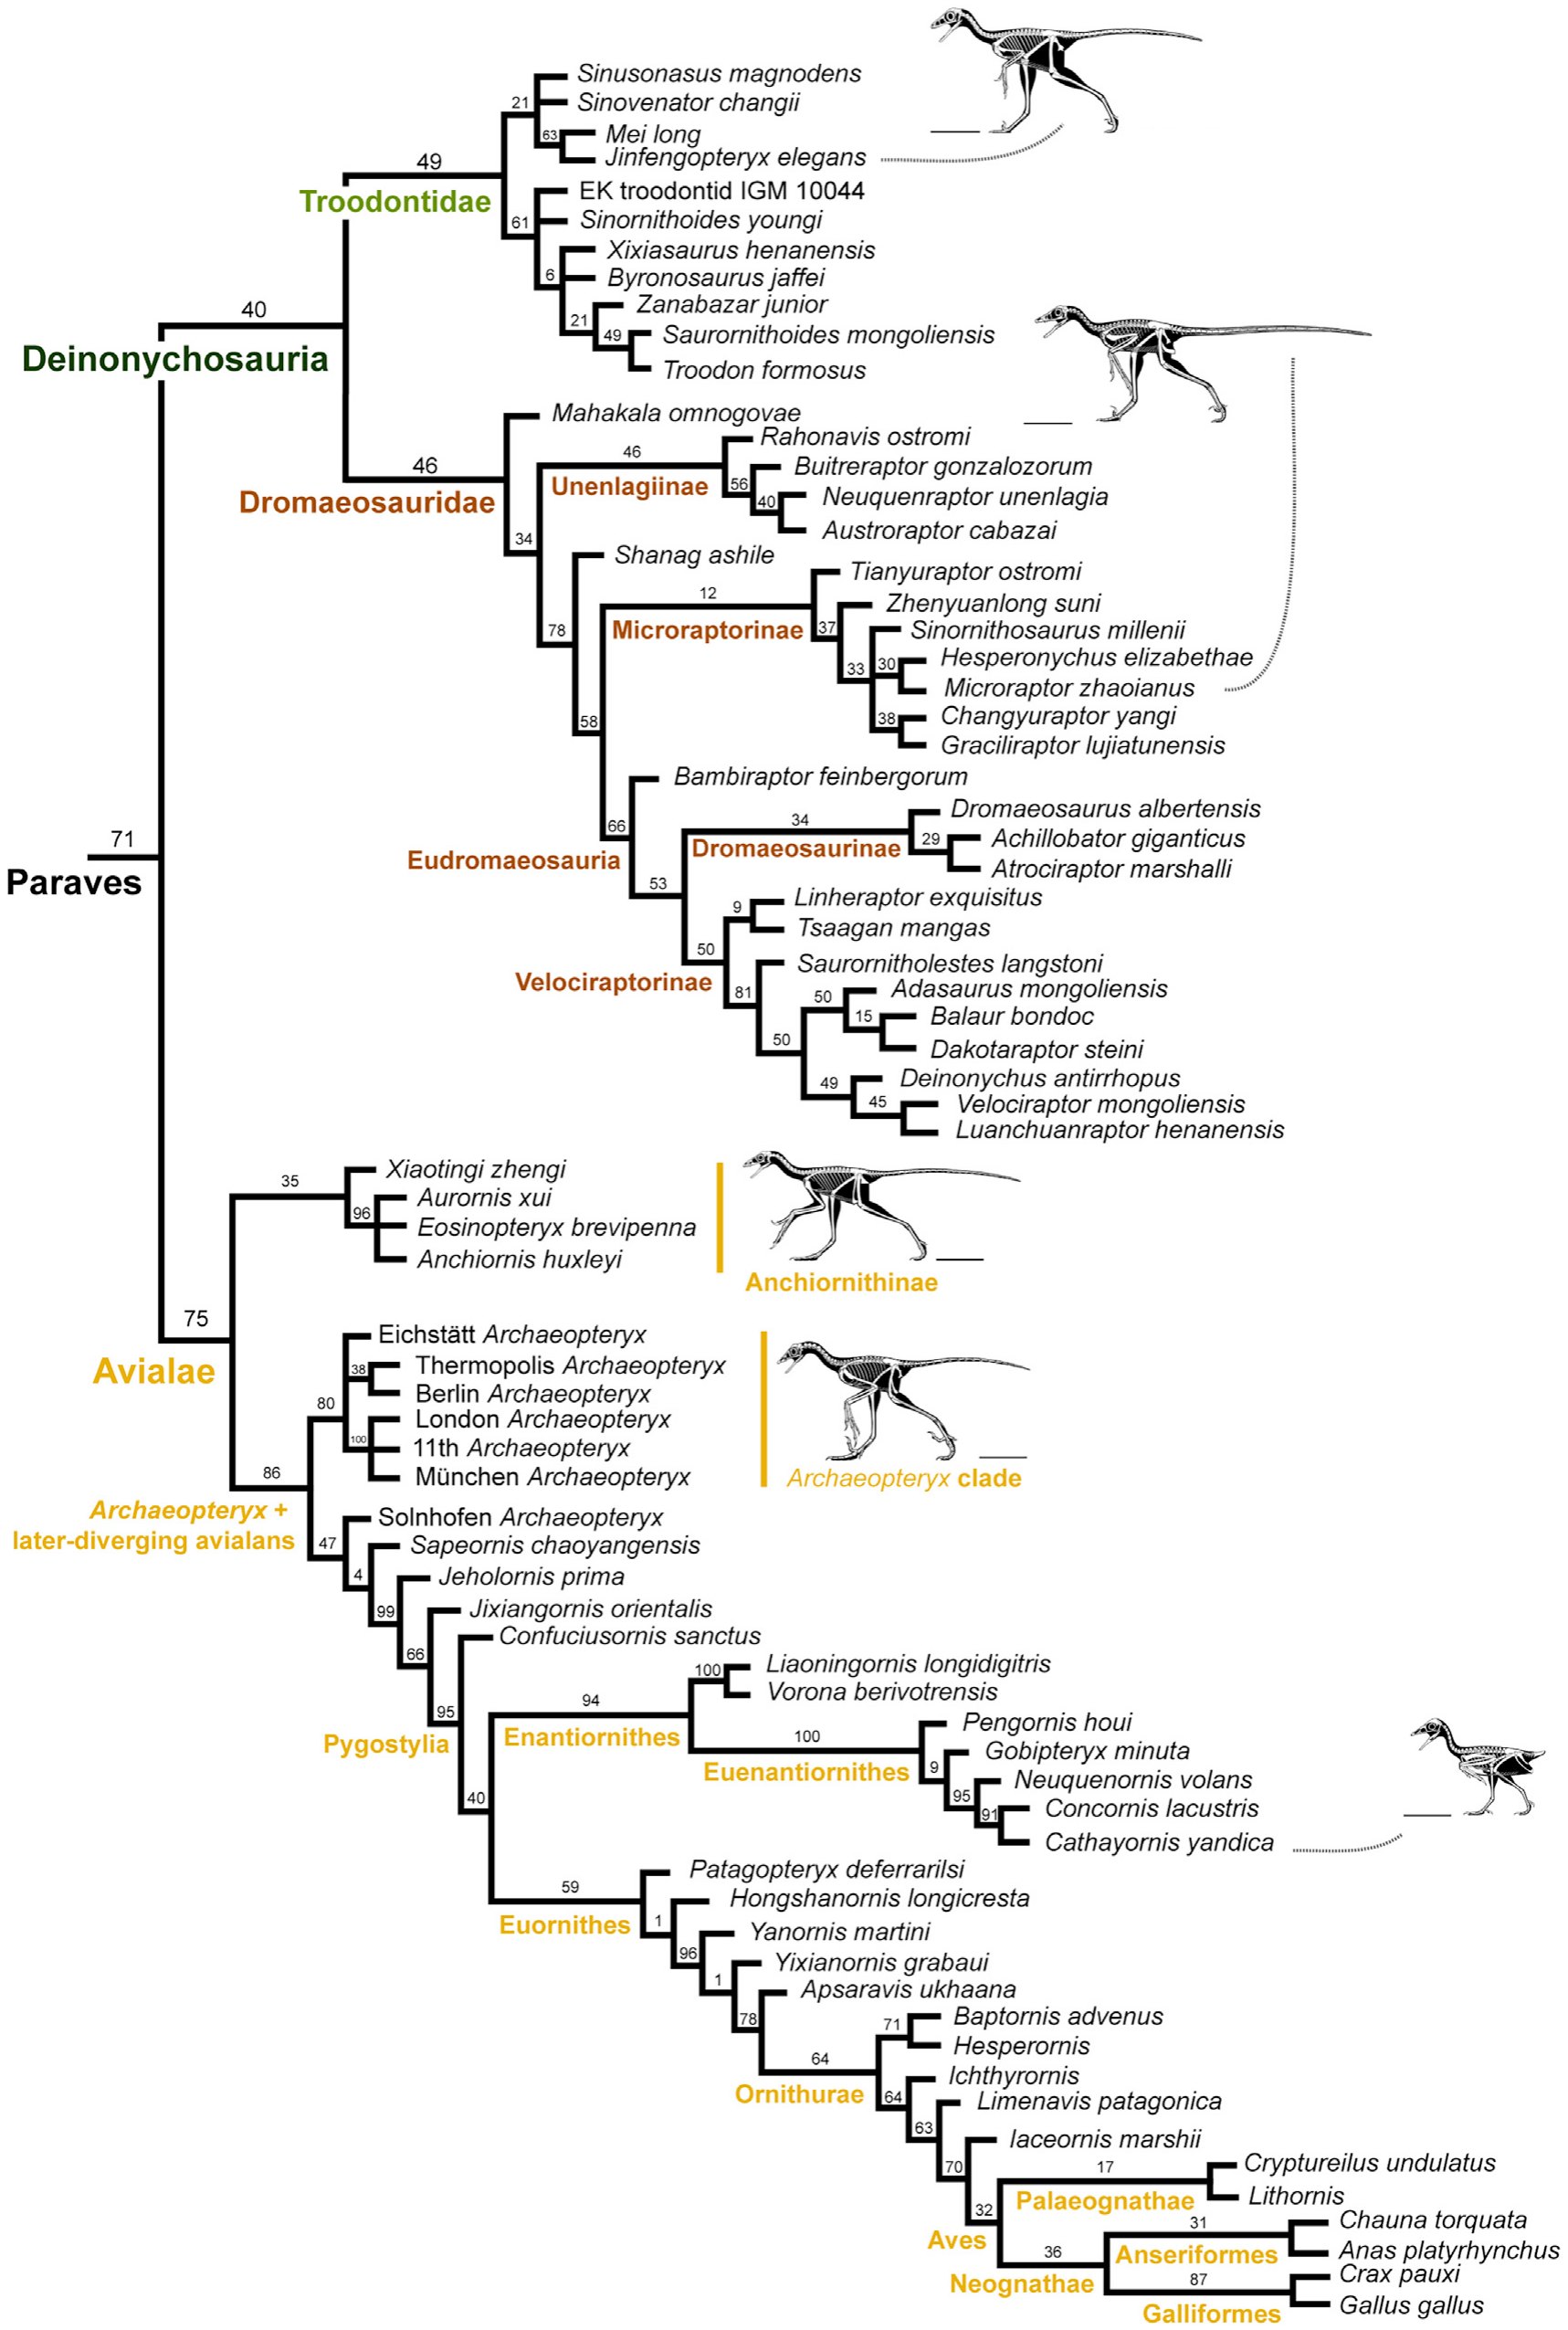 Sinusonasus magnodens
21
Sinovenator changii
63
Mei long
49
Jinfengopteryx elegans
Troodontidae
EK troodontid IGM 10044
61
Sinornithoides youngi
Xixiasaurus henanensis
6
Byronosaurus jaffei
Zanabazar junior
40
21
49
Saurornithoides mongoliensis
Deinonychosauria
Troodon formosus
Mahakala omnogovae
Rahonavis ostromi
46
46
Buitreraptor gonzalozorum
Unenlagiinae
56
Neuquenraptor unenlagia
Dromaeosauridae
40
Austroraptor cabazai
34
Shanag ashile
Tianyuraptor ostromi
12
Zhenyuanlong suni
Microraptorinae
37
Sinornithosaurus millenii
78
Hesperonychus elizabethae
33
30
Microraptor zhaoianus
58
38
Changyuraptor yangi
Graciliraptor lujiatunensis
Bambiraptor feinbergorum
Dromaeosaurus albertensis
66
34
71
29
Achillobator giganticus
Eudromaeosauria
Dromaeosaurinae
Paraves
Atrociraptor marshalli
53
Linheraptor exquisitus
9
Tsaagan mangas
50
Saurornitholestes langstoni
Velociraptorinae
81
50
Adasaurus mongoliensis
15
Balaur bondoc
50
Dakotaraptor steini
49
Deinonychus antirrhopus
45
Velociraptor mongoliensis
Luanchuanraptor henanensis
Xiaotingi zhengi
35
Aurornis xui
96
Eosinopteryx brevipenna
Anchiornis huxleyi
Anchiornithinae
75
Eichstätt Archaeopteryx
Avialae
38
Thermopolis Archaeopteryx
Berlin Archaeopteryx
80
London Archaeopteryx
100
11th Archaeopteryx
86
München Archaeopteryx
Archaeopteryx clade
Archaeopteryx +
later-diverging avialans
Solnhofen Archaeopteryx
47
Sapeornis chaoyangensis
4
Jeholornis prima
99
Jixiangornis orientalis
66
Confuciusornis sanctus
100
Liaoningornis longidigitris
95
94
Vorona berivotrensis
Pygostylia
Enantiornithes
100
Pengornis houi
Euenantiornithes
9
Gobipteryx minuta
95
Neuquenornis volans
40
91
Concornis lacustris
Cathayornis yandica
Patagopteryx deferrarilsi
59
Hongshanornis longicresta
Euornithes
1
Yanornis martini
96
Yixianornis grabaui
1
Apsaravis ukhaana
78
71
Baptornis advenus
Hesperornis
64
Ichthyrornis
Ornithurae
64
Limenavis patagonica
63
Iaceornis marshii
70
17
Cryptureilus undulatus
Palaeognathae
Lithornis
32
31
Chauna torquata
Aves
36
Anseriformes
Anas platyrhynchus
Neognathae
87
Crax pauxi
Galliformes
Gallus gallus